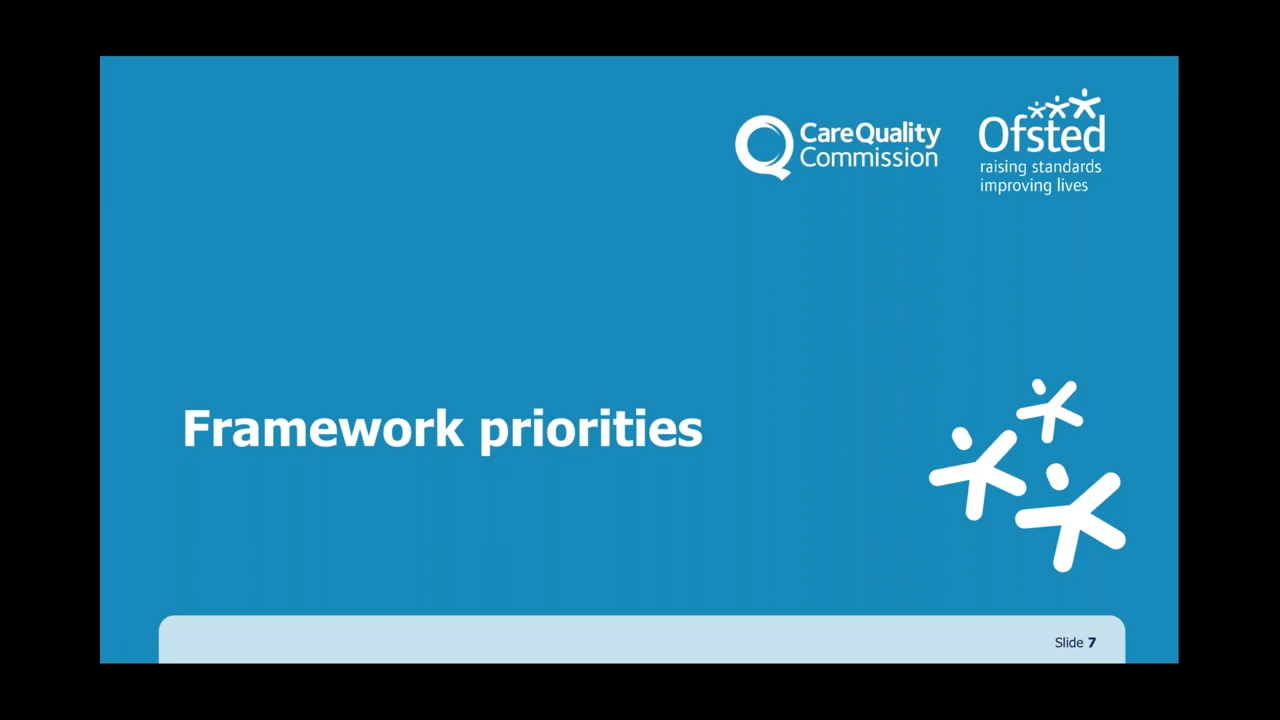 CareQuality
Commission
Ofsted
raising standards
improving lives
Framework priorities
Slide 7